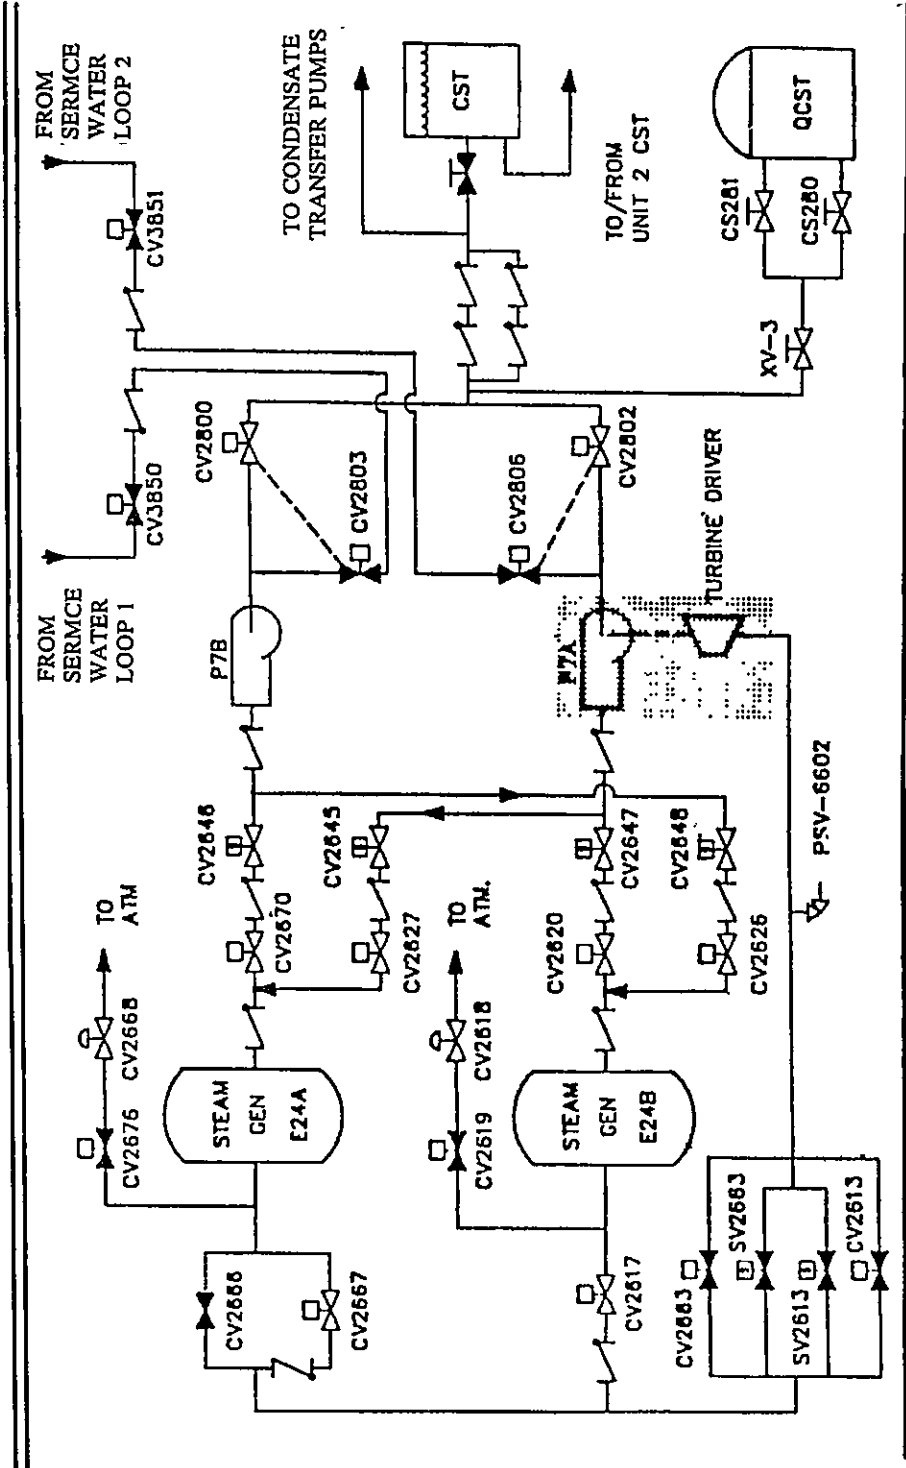 FROM
SERMCE
WATER
LOOP 2
CV3851
TO CONDENSATE
TRANSFER PUMPS
CST
TO/FROM
UNIT 2 CST
QCST
CS281
CS280
XV-3
FROM
SERMCE
WATER
LOOP 1
CV3850
CV2800
CV2803
CV2806
CV2802
P7B
P7A
TURBINE DRIVER
CV2646
CV2670
CV2645
CV2627
CV2647
CV2620
CV2648
CV2626
PSV-6602
TO
ATM
CV2668
CV2676
TO
ATM.
CV2618
CV2619
STEAM
GEN
E24A
STEAM
GEN
E24B
CV2666
CV2667
CV2617
CV2663
SV2663
SV2613
CV2613